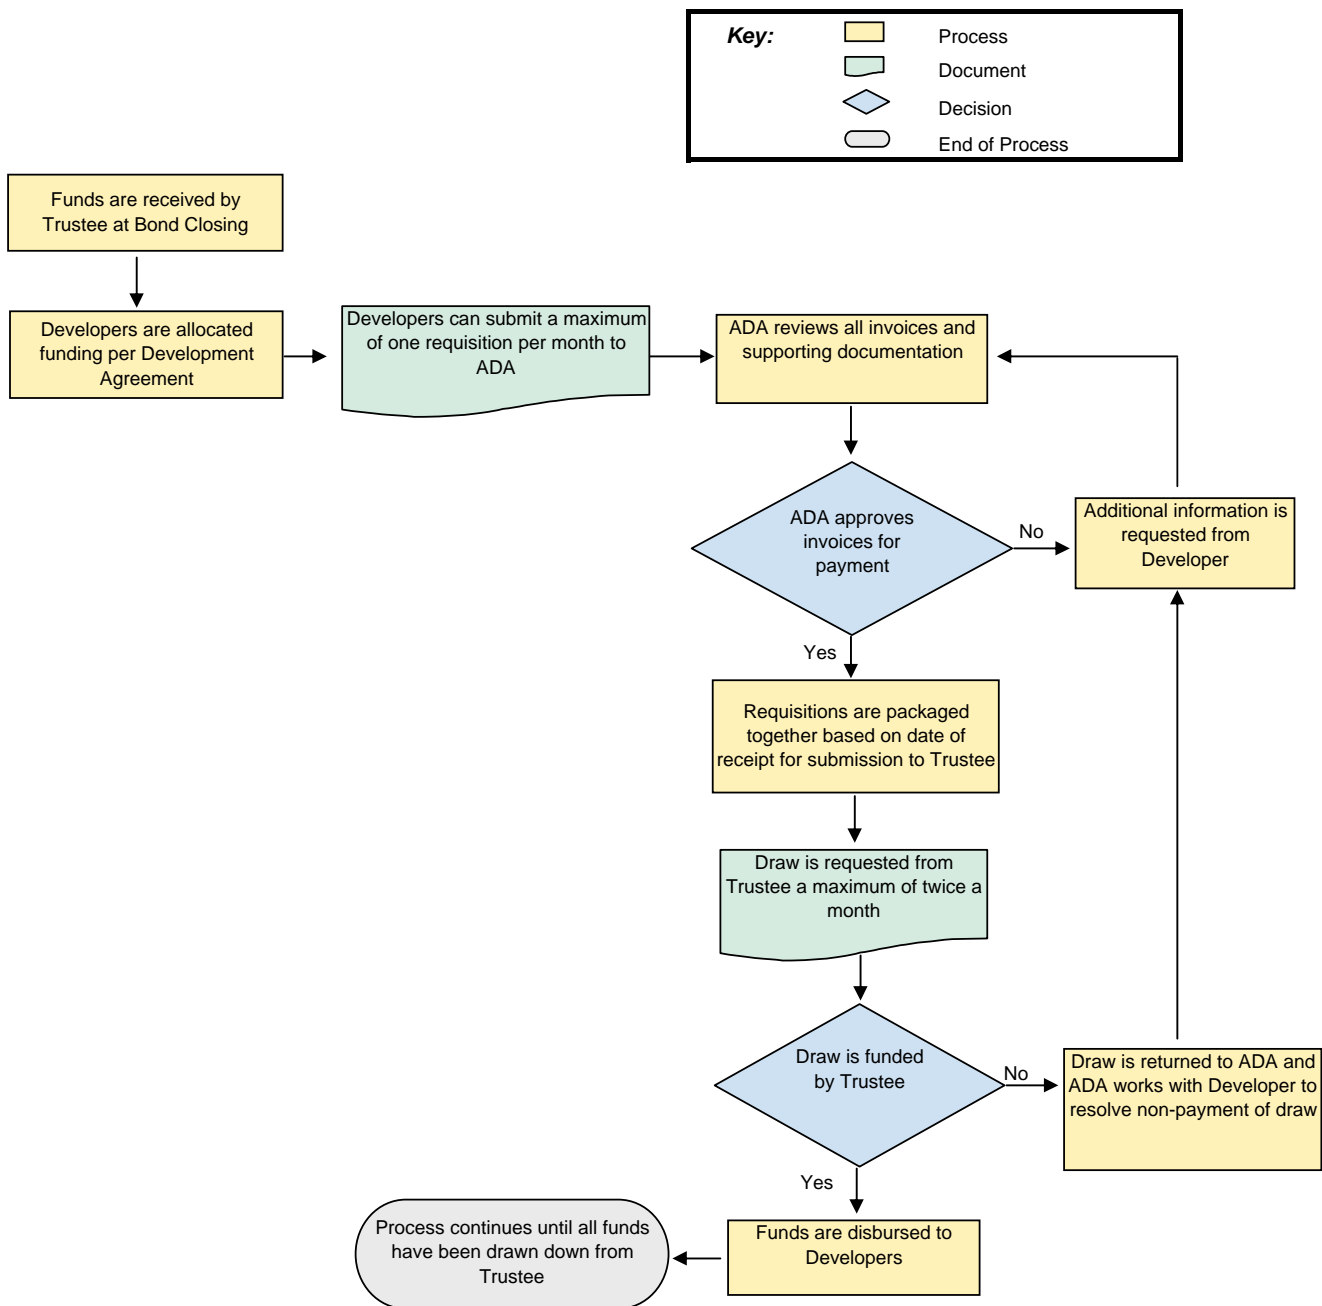 Key:
Process
Document
Decision
End of Process
Funds are received by
Trustee at Bond Closing
Developers are allocated
funding per Development
Agreement
Developers can submit a maximum
of one requisition per month to
ADA
ADA reviews all invoices and
supporting documentation
ADA approves
invoices for
payment
No
Additional information is
requested from
Developer
Yes
Requisitions are packaged
together based on date of
receipt for submission to Trustee
Draw is requested from
Trustee a maximum of twice a
month
Draw is funded
by Trustee
No
Draw is returned to ADA and
ADA works with Developer to
resolve non-payment of draw
Yes
Funds are disbursed to
Developers
Process continues until all funds
have been drawn down from
Trustee